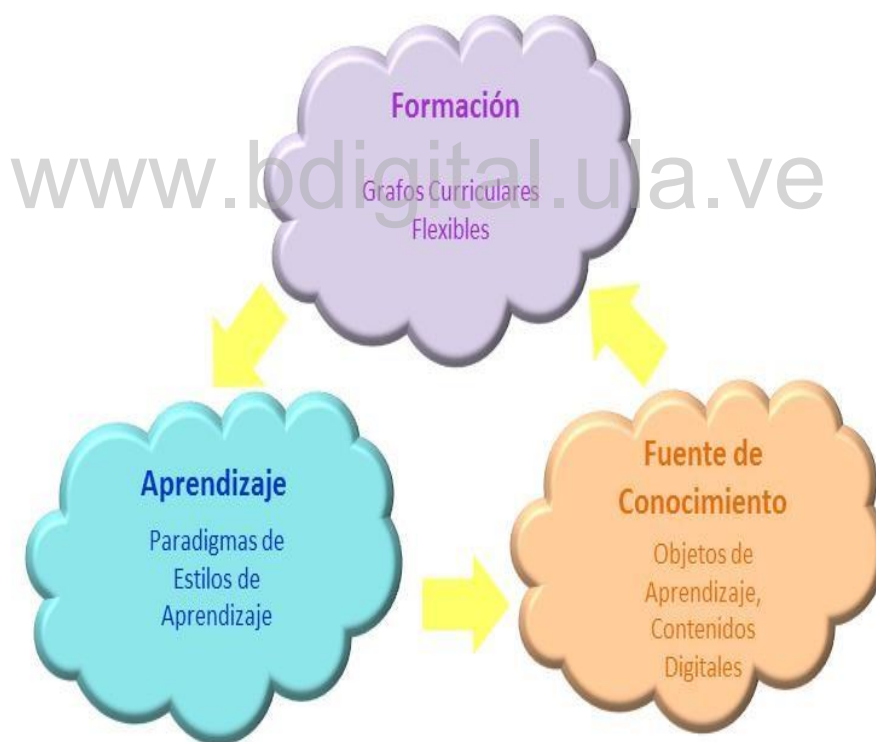 Formación
www.bdigital.ula.ve
Grafos Curriculares
Flexibles
Aprendizaje
Paradigmas de
Estilos de
Aprendizaje
Fuente de
Conocimiento
Objetos de
Aprendizaje,
Contenidos
Digitales